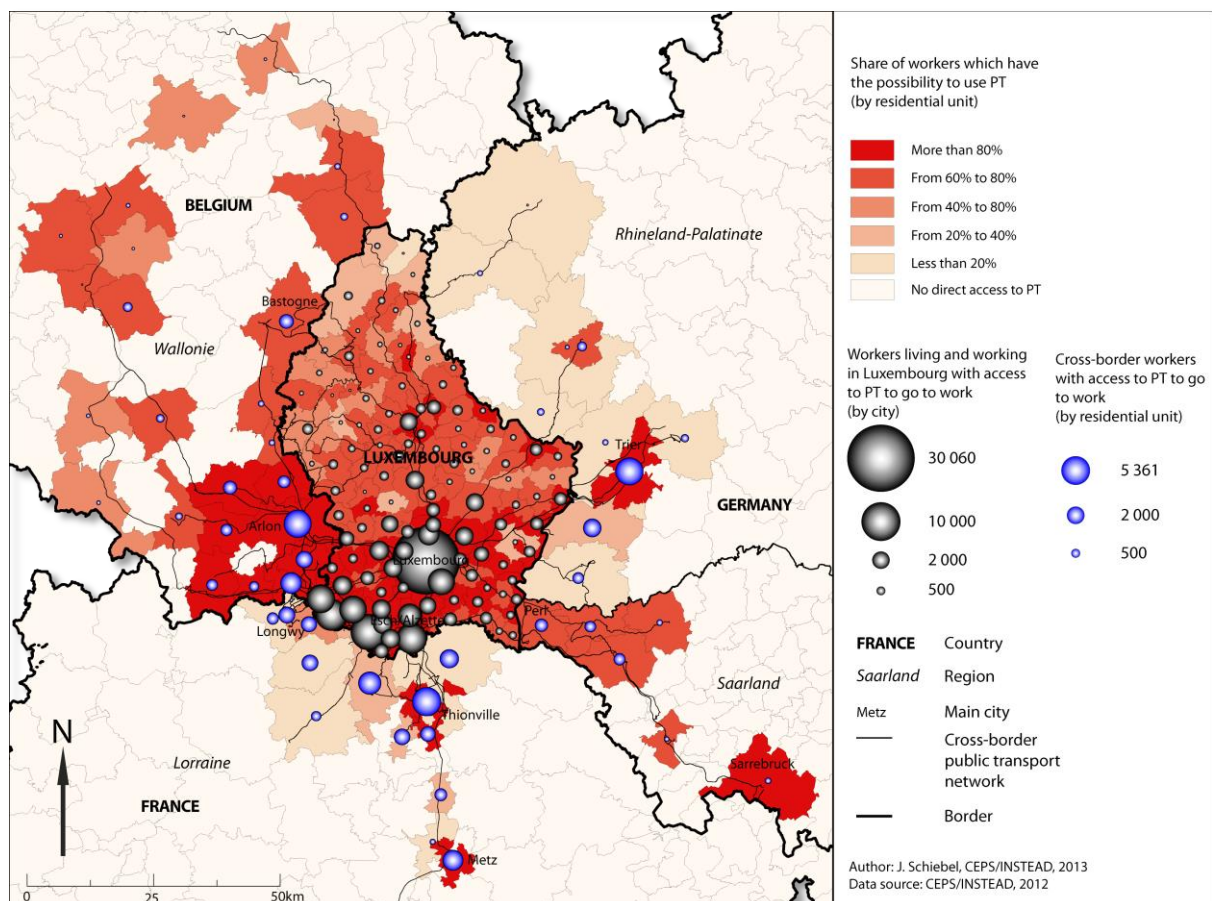 BELGIUM
Rhineland-Palatinate
Bastogne
Wallonie
LUXEMBOURG
Trier
GERMANY
Arlon
Luxembourg
Esch-Alzette
Perl
Longwy
Saarland
Thionville
N
Lorraine
Sarrebruck
FRANCE
Metz
0 25 50km
Share of workers which have
the possibility to use PT
(by residential unit)
More than 80%
From 60% to 80%
From 40% to 80%
From 20% to 40%
Less than 20%
No direct access to PT
Workers living and working
in Luxembourg with access
to PT to go to work
(by city)
30 060
10 000
2 000
500
Cross-border workers
with access to PT to go
to work
(by residential unit)
5 361
2 000
500
FRANCE Country
Saarland Region
Metz Main city
Cross-border
public transport
network
Border
Author: J. Schiebel, CEPS/INSTEAD, 2013
Data source: CEPS/INSTEAD, 2012